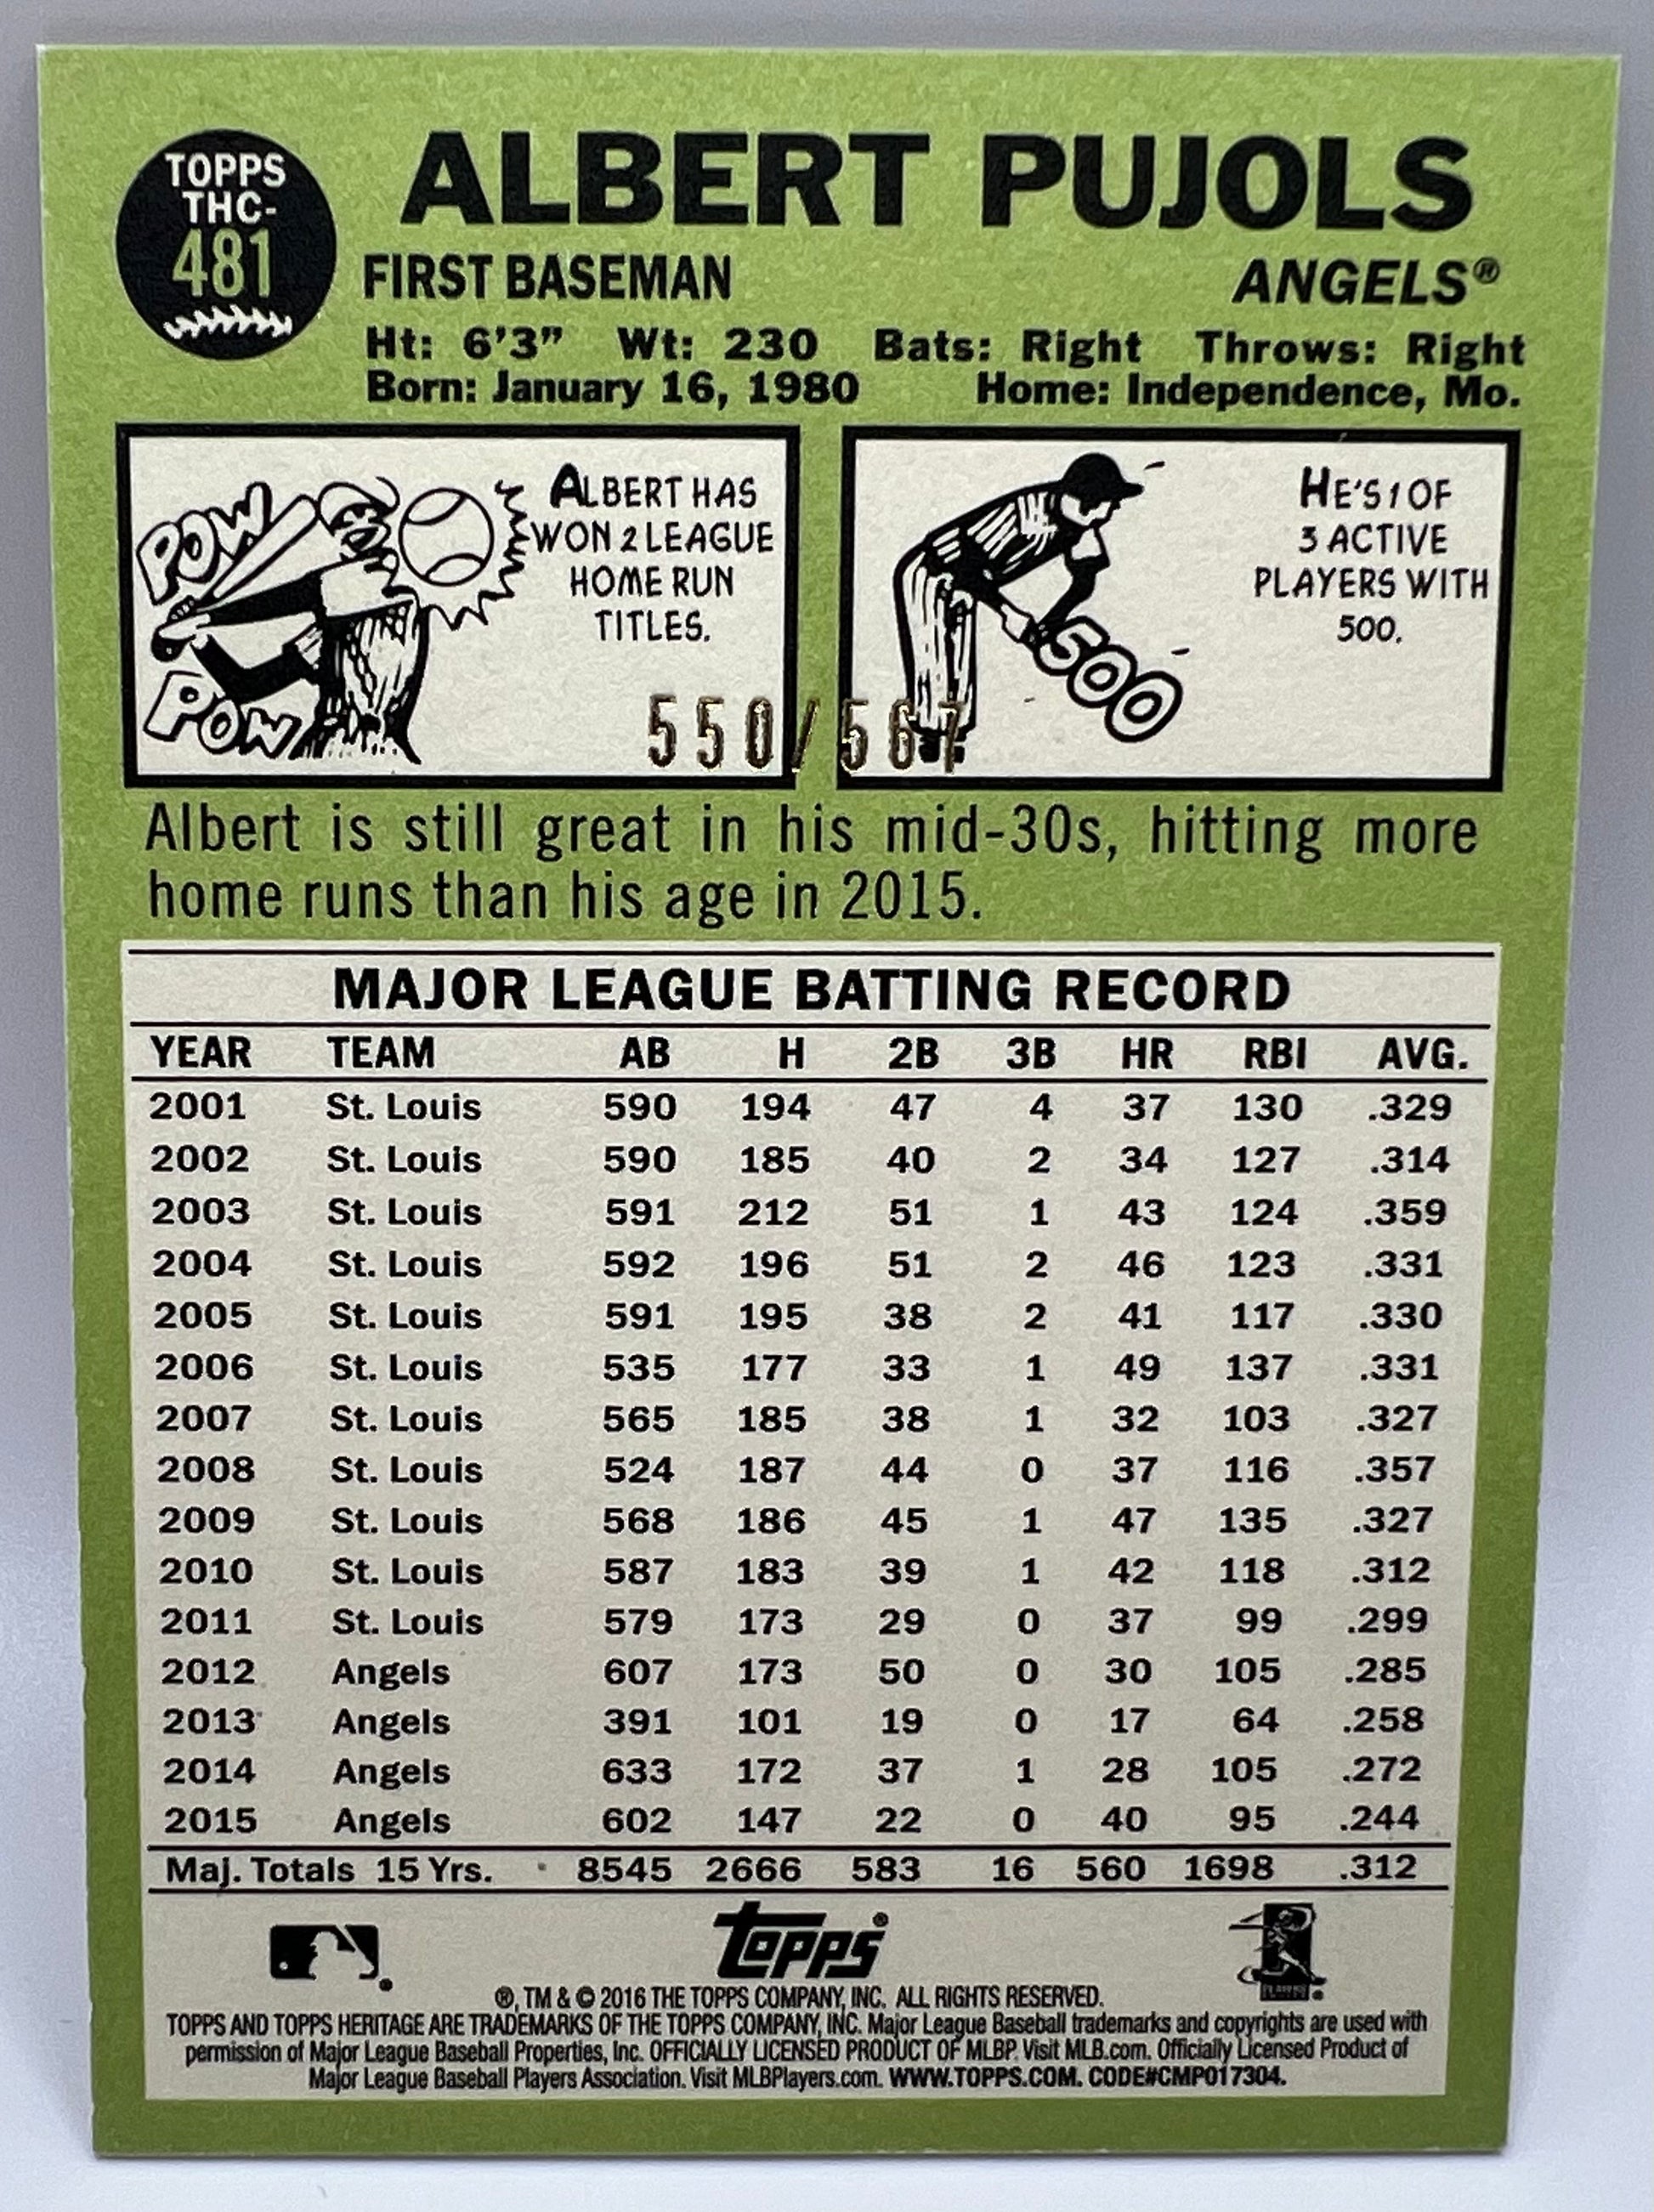 TOPPS
THC-
481
ALBERT PUJOLS
FIRST BASEMAN ANGELS®
Ht: 6'3" Wt: 230 Bats: Right Throws: Right
Born: January 16, 1980 Home: Independence, Mo.
POW
POW
ALBERT HAS
WON 2 LEAGUE
HOME RUN
TITLES.
500
HE'S 1 OF
3 ACTIVE
PLAYERS WITH
500.
550/567
Albert is still great in his mid-30s, hitting more
home runs than his age in 2015.
MAJOR LEAGUE BATTING RECORD
YEAR TEAM AB H 2B 3B HR RBI AVG.
2001 St. Louis 590 194 47 4 37 130 .329
2002 St. Louis 590 185 40 2 34 127 .314
2003 St. Louis 591 212 51 1 43 124 .359
2004 St. Louis 592 196 51 2 46 123 .331
2005 St. Louis 591 195 38 2 41 117 .330
2006 St. Louis 535 177 33 1 49 137 .331
2007 St. Louis 565 185 38 1 32 103 .327
2008 St. Louis 524 187 44 0 37 116 .357
2009 St. Louis 568 186 45 1 47 135 .327
2010 St. Louis 587 183 39 1 42 118 .312
2011 St. Louis 579 173 29 0 37 99 .299
2012 Angels 607 173 50 0 30 105 .285
2013 Angels 391 101 19 0 17 64 .258
2014 Angels 633 172 37 1 28 105 .272
2015 Angels 602 147 22 0 40 95 .244
Maj. Totals 15 Yrs. 8545 2666 583 16 560 1698 .312
topps®
®, TM & © 2016 THE TOPPS COMPANY, INC. ALL RIGHTS RESERVED.
TOPPS AND TOPPS HERITAGE ARE TRADEMARKS OF THE TOPPS COMPANY, INC. Major League Baseball trademarks and copyrights are used with
permission of Major League Baseball Properties, Inc. OFFICIALLY LICENSED PRODUCT OF MLBP. Visit MLB.com. Officially Licensed Product of
Major League Baseball Players Association. Visit MLBPlayers.com. WWW.TOPPS.COM. CODE#CMP017304.